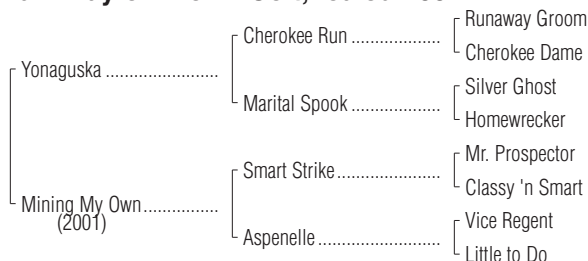 Runaway Groom
Cherokee Run ....................
Cherokee Dame
Yonaguska ........................
Silver Ghost
Marital Spook ....................
Homewrecker
Mr. Prospector
Smart Strike .......................
Classy 'n Smart
Mining My Own ................
(2001)
Vice Regent
Aspenelle ...........................
Little to Do